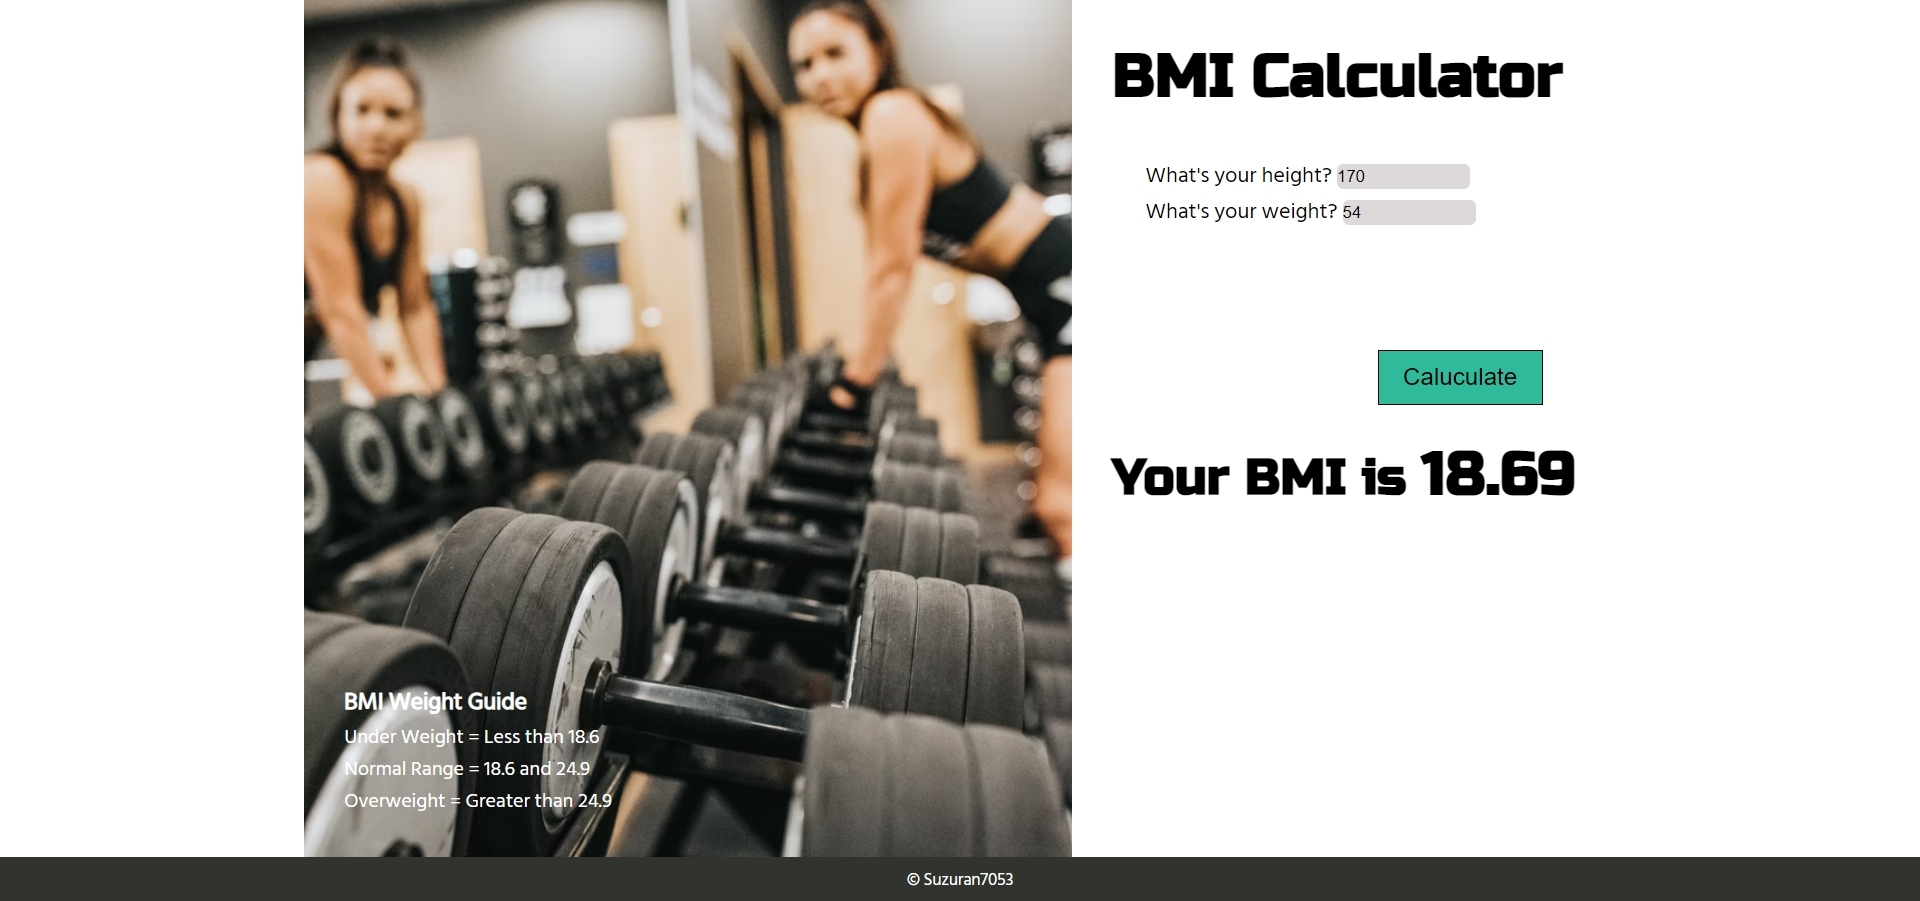 BMI Calculator
What's your height? 170
What's your weight? 54
Caluculate
Your BMI is 18.69
BMI Weight Guide
Under Weight = Less than 18.6
Normal Range = 18.6 and 24.9
Overweight = Greater than 24.9
© Suzuran7053